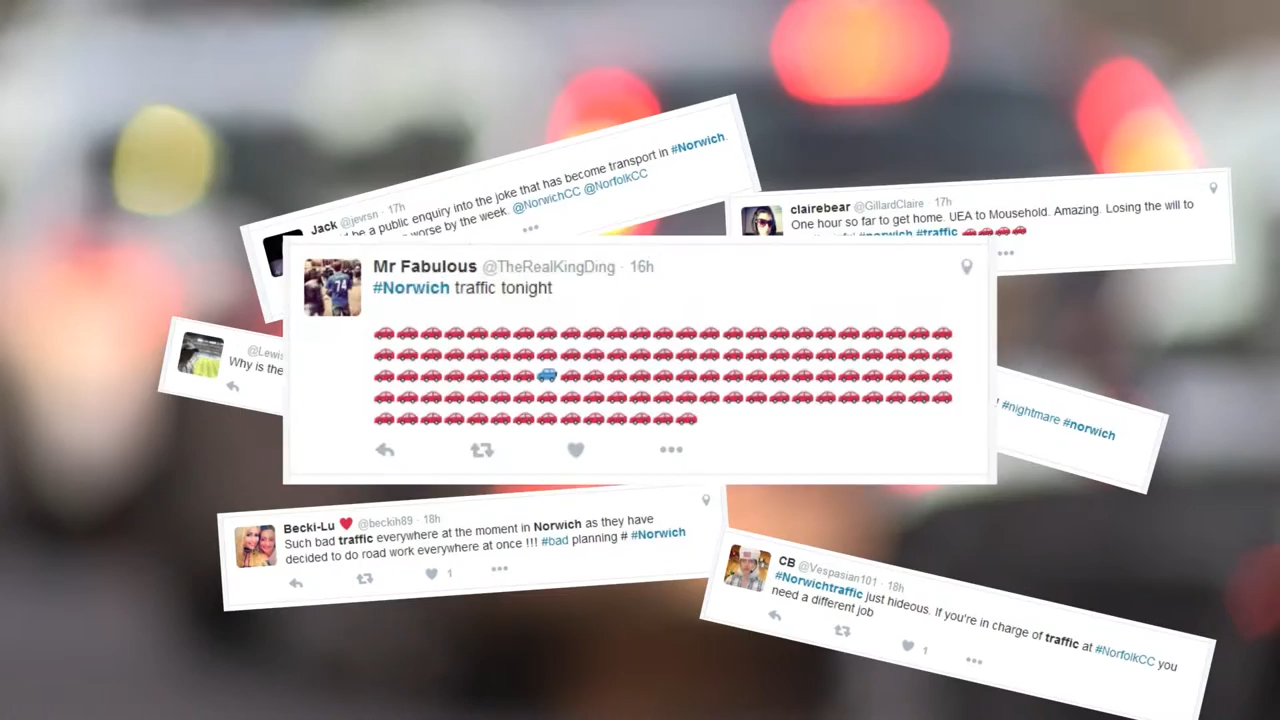 Jack @jevrsn · 17h
be a public enquiry into the joke that has become transport in #Norwich.
worse by the week. @NorwichCC @NorfolkCC
clairebear @GillardClaire · 17h
One hour so far to get home. UEA to Mousehold. Amazing. Losing the will to
#norwich #traffic
Mr Fabulous @TheRealKingDing · 16h
#Norwich traffic tonight
@Lewis
Why is the
! #nightmare #norwich
Becki-Lu @beckih89 · 18h
Such bad traffic everywhere at the moment in Norwich as they have
decided to do road work everywhere at once !!! #bad planning # #Norwich
1
CB @Vespasian101 · 18h
#Norwichtraffic just hideous. If you're in charge of traffic at #NorfolkCC you
need a different job
1
74